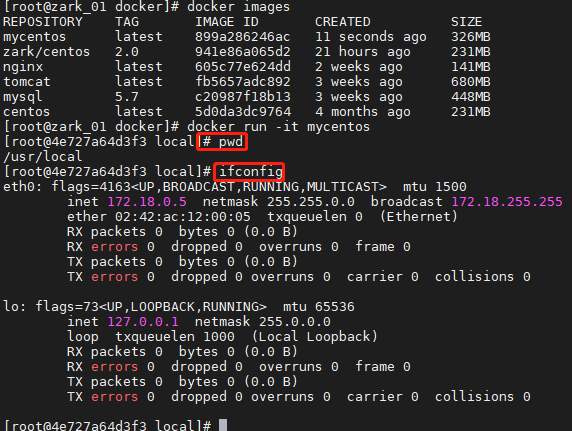 [root@zark_01 docker]# docker images
REPOSITORY TAG IMAGE ID CREATED SIZE
mycentos latest 899a286246ac 11 seconds ago 326MB
zark/centos 2.0 941e86a065d2 21 hours ago 231MB
nginx latest 605c77e624dd 2 weeks ago 141MB
tomcat latest fb5657adc892 3 weeks ago 680MB
mysql 5.7 c20987f18b13 3 weeks ago 448MB
centos latest 5d0da3dc9764 4 months ago 231MB
[root@zark_01 docker]# docker run -it mycentos
[root@4e727a64d3f3 local]# pwd
/usr/local
[root@4e727a64d3f3 local]# ifconfig
eth0: flags=4163<UP,BROADCAST,RUNNING,MULTICAST> mtu 1500
inet 172.18.0.5 netmask 255.255.0.0 broadcast 172.18.255.255
ether 02:42:ac:12:00:05 txqueuelen 0 (Ethernet)
RX packets 0 bytes 0 (0.0 B)
RX errors 0 dropped 0 overruns 0 frame 0
TX packets 0 bytes 0 (0.0 B)
TX errors 0 dropped 0 overruns 0 carrier 0 collisions 0
lo: flags=73<UP,LOOPBACK,RUNNING> mtu 65536
inet 127.0.0.1 netmask 255.0.0.0
loop txqueuelen 1000 (Local Loopback)
RX packets 0 bytes 0 (0.0 B)
RX errors 0 dropped 0 overruns 0 frame 0
TX packets 0 bytes 0 (0.0 B)
TX errors 0 dropped 0 overruns 0 carrier 0 collisions 0
[root@4e727a64d3f3 local]#